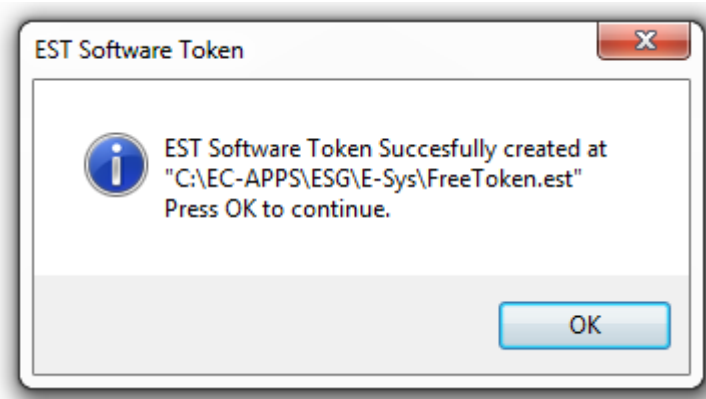 EST Software Token
EST Software Token Succesfully created at
"C:\EC-APPS\ESG\E-Sys\FreeToken.est"
Press OK to continue.
OK